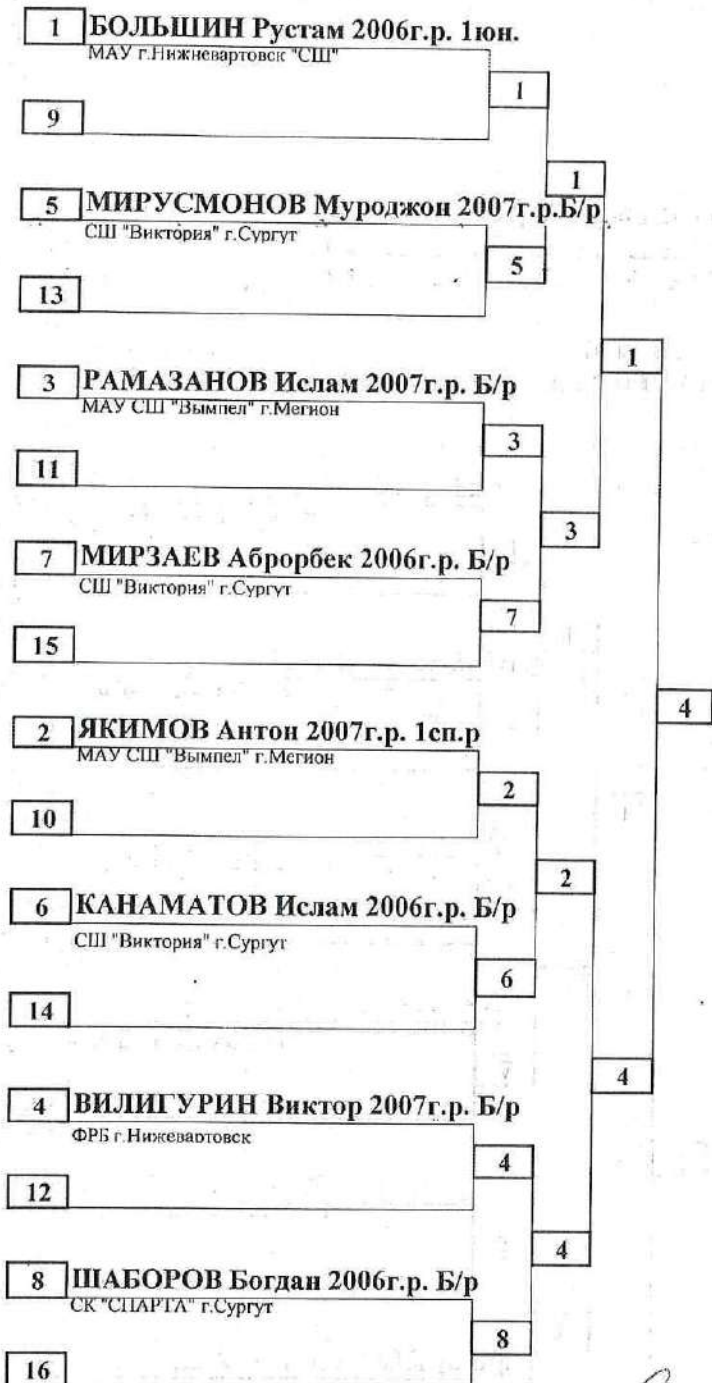 1 БОЛЬШИН Рустам 2006г.р. 1юн.
МАУ г.Нижневартовск "СШ"
1
9
1
5 МИРУСМОНОВ Муроджон 2007г.р.Б/р
СШ "Виктория" г.Сургут
5
13
1
3 РАМАЗАНОВ Ислам 2007г.р. Б/р
МАУ СШ "Вымпел" г.Мегион
3
11
3
7 МИРЗАЕВ Аброрбек 2006г.р. Б/р
СШ "Виктория" г.Сургут
7
15
4
2 ЯКИМОВ Антон 2007г.р. 1сп.р
МАУ СШ "Вымпел" г.Мегион
2
10
2
6 КАНАМАТОВ Ислам 2006г.р. Б/р
СШ "Виктория" г.Сургут
6
14
4
4 ВИЛИГУРИН Виктор 2007г.р. Б/р
ФРБ г.Нижевартовск
4
12
4
8 ШАБОРОВ Богдан 2006г.р. Б/р
СК "СПАРТА" г.Сургут
8
16